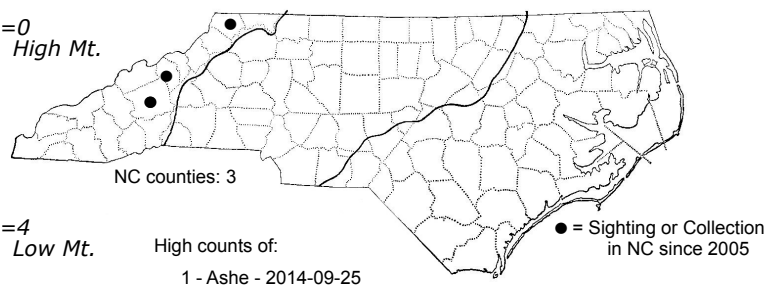 =0
High Mt.
NC counties: 3
=4
Low Mt.
High counts of:
1 - Ashe - 2014-09-25
● = Sighting or Collection
in NC since 2005